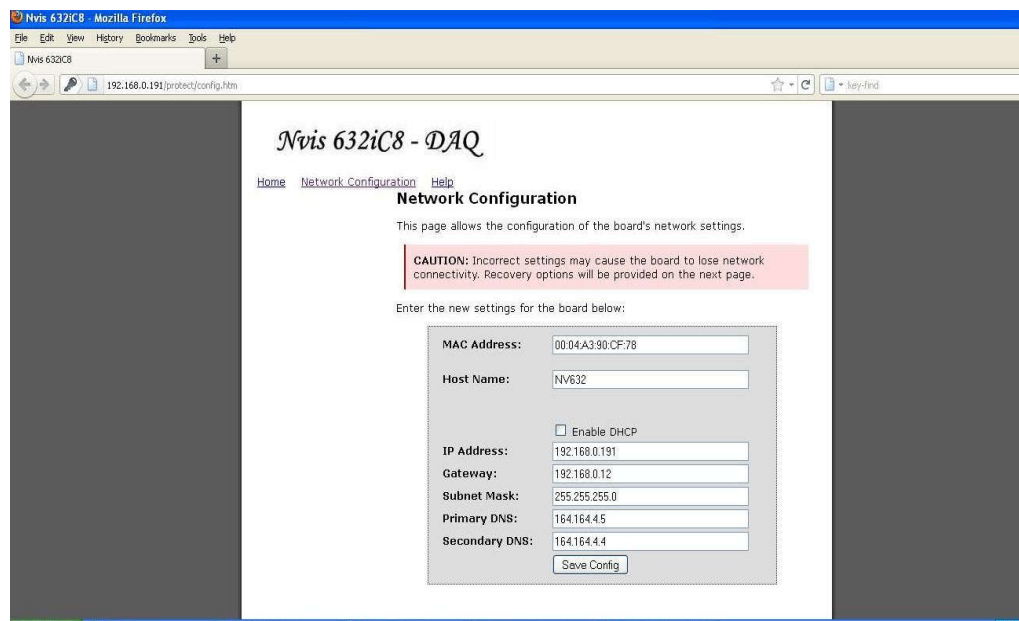 Nvis 632iC8 - Mozilla Firefox
File Edit View History Bookmarks Tools Help
Nvis 632iC8 +
192.168.0.191/protect/config.htm key-find
Nvis 632iC8 - DAQ
Home Network Configuration Help
Network Configuration
This page allows the configuration of the board's network settings.
CAUTION: Incorrect settings may cause the board to lose network
connectivity. Recovery options will be provided on the next page.
Enter the new settings for the board below:
MAC Address: 00:04:A3:90:CF:78
Host Name: NV632
Enable DHCP
IP Address: 192.168.0.191
Gateway: 192.168.0.12
Subnet Mask: 255.255.255.0
Primary DNS: 164.164.4.5
Secondary DNS: 164.164.4.4
Save Config